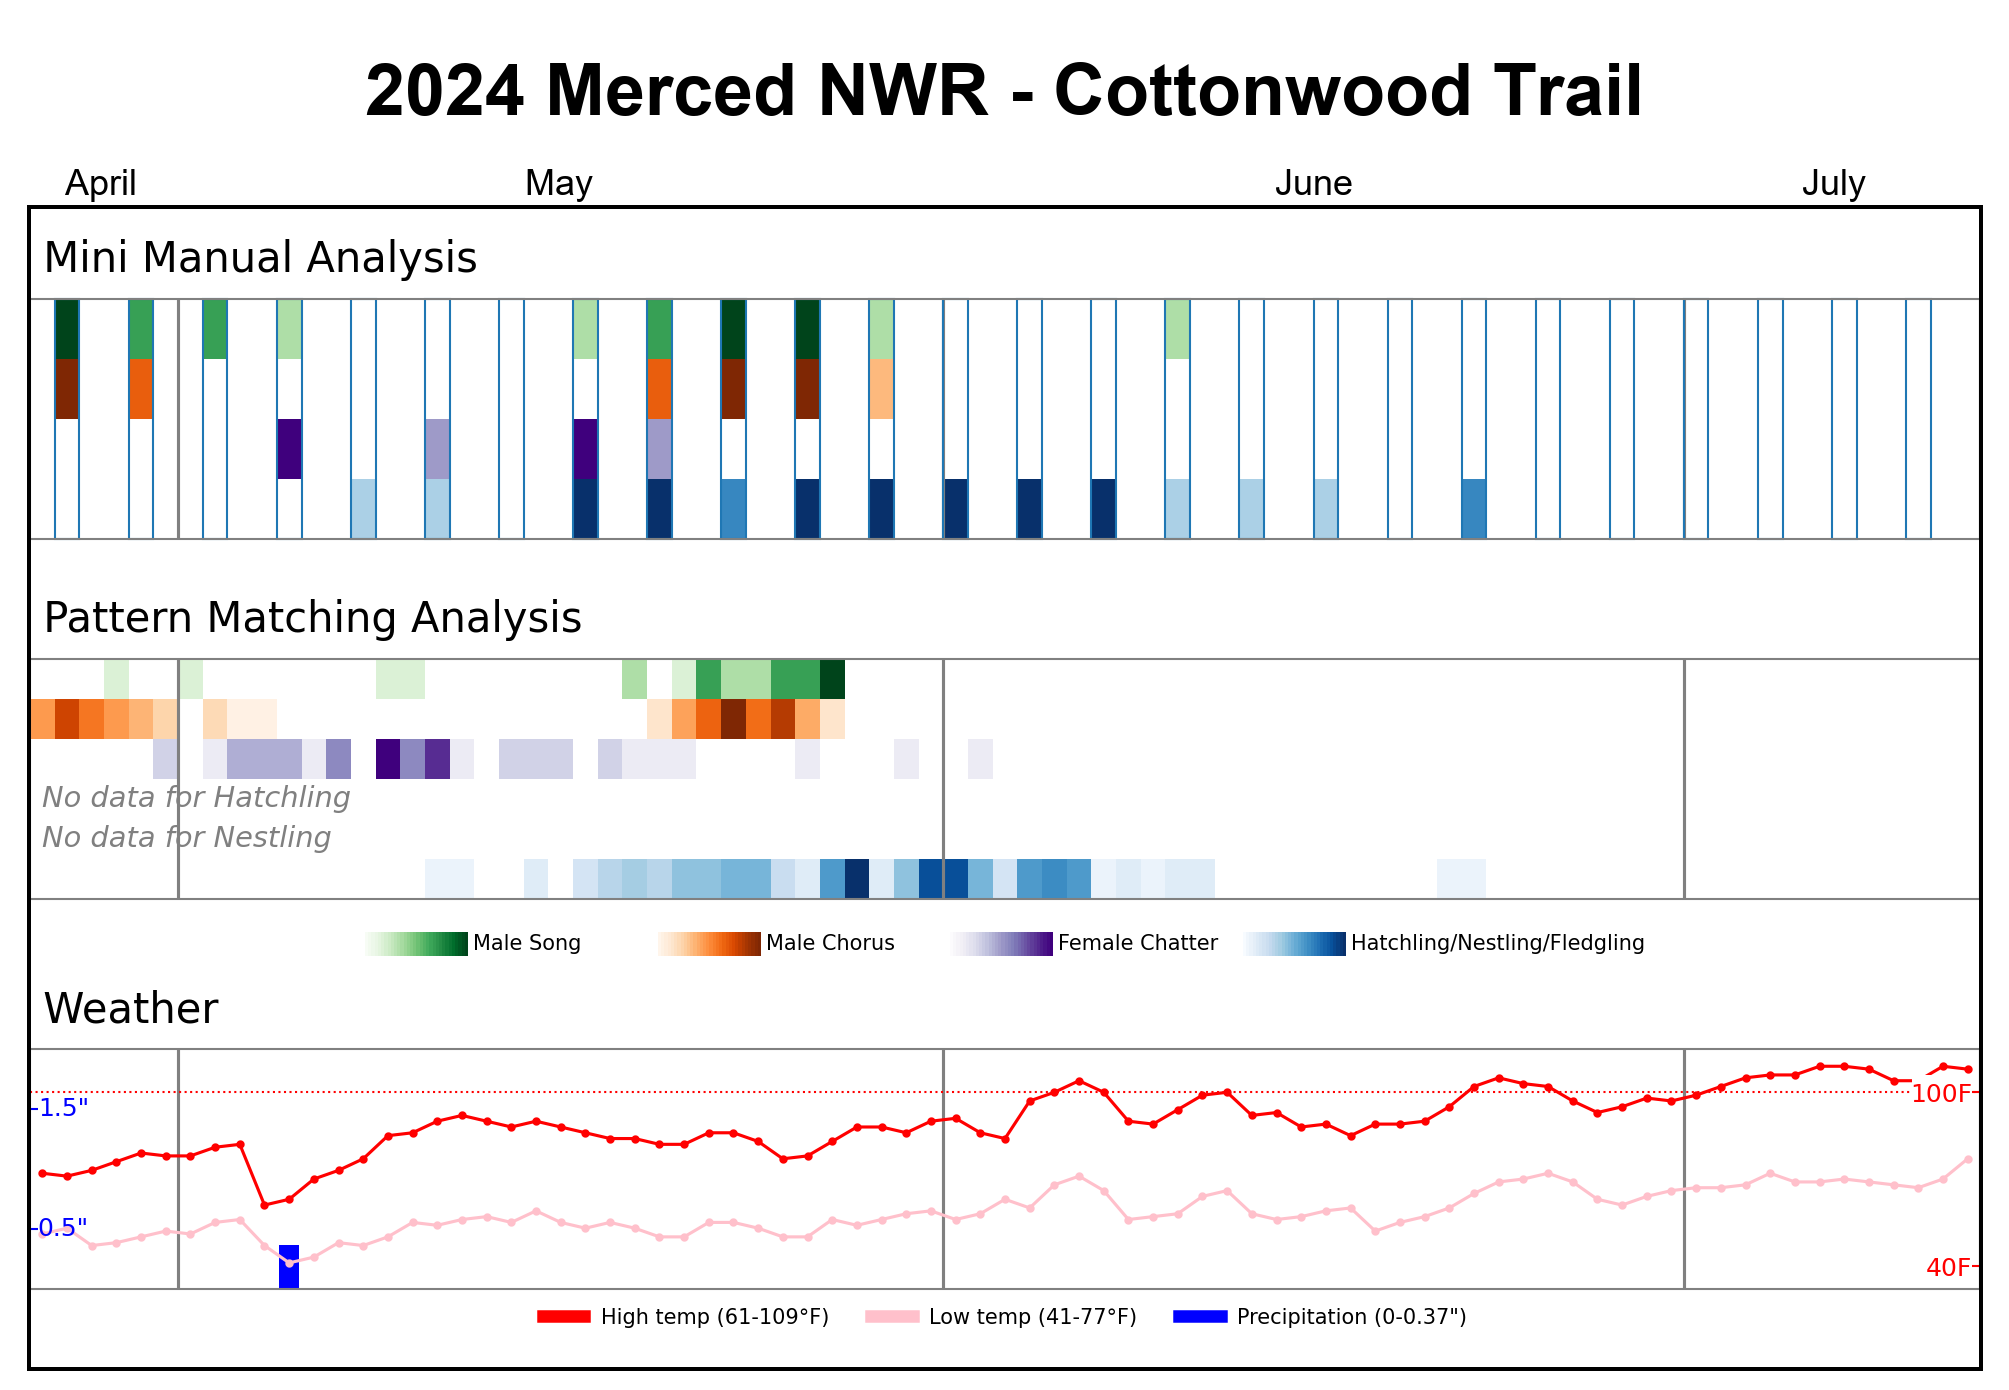 2024 Merced NWR - Cottonwood Trail
April May June July
Mini Manual Analysis
Pattern Matching Analysis
No data for Hatchling
No data for Nestling
Male Song Male Chorus Female Chatter Hatchling/Nestling/Fledgling
Weather
1.5" 100F
0.5"
40F
High temp (61-109°F) Low temp (41-77°F) Precipitation (0-0.37")